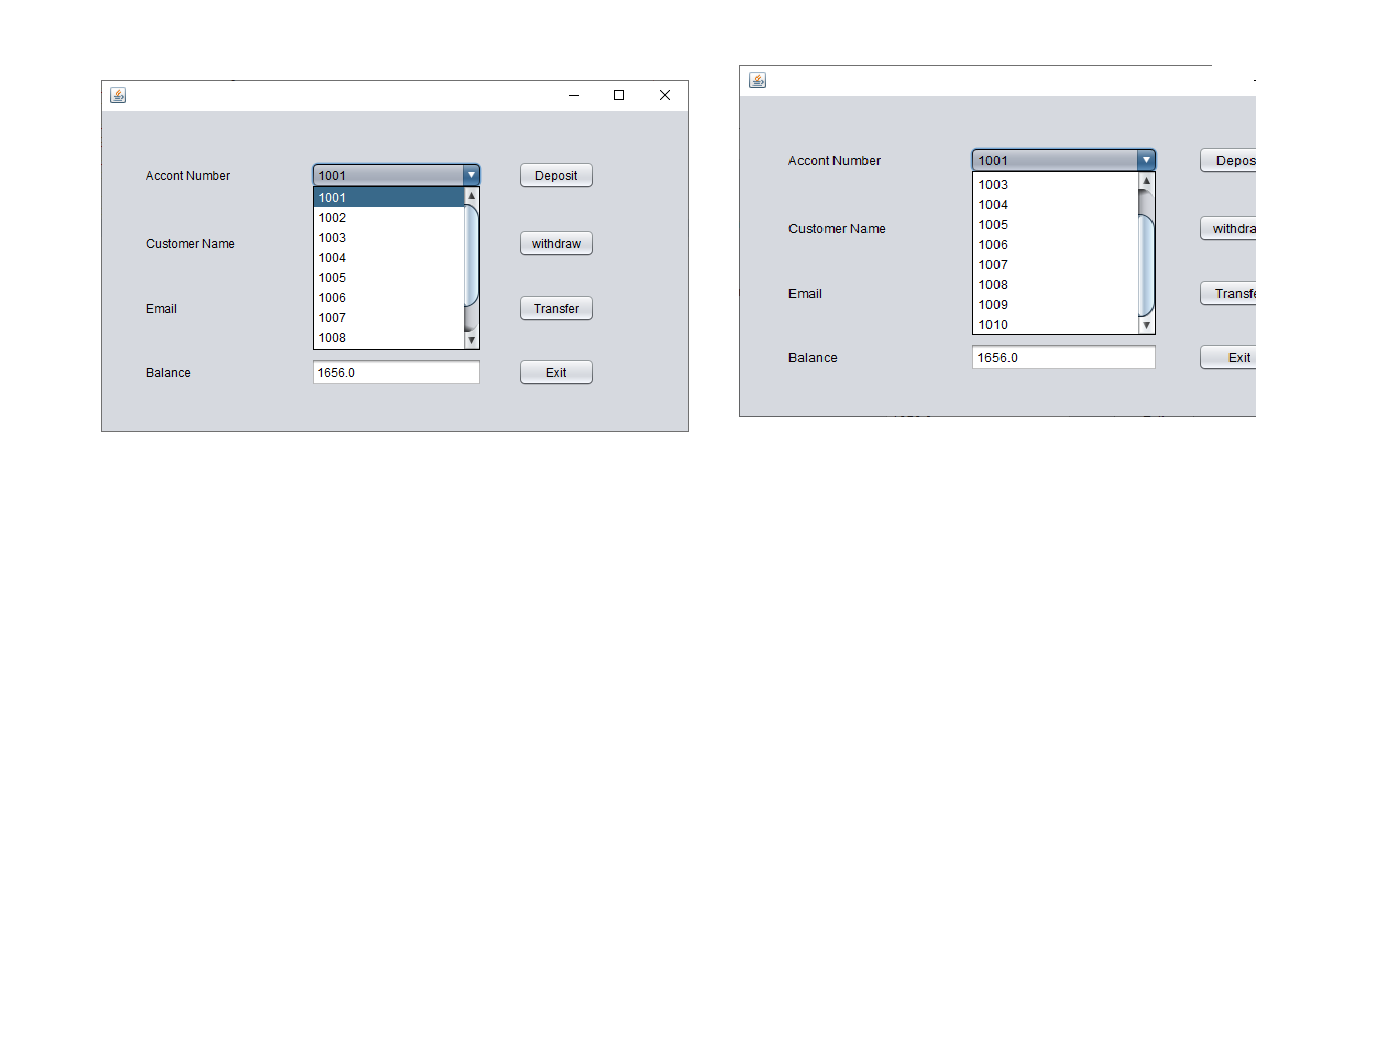 Accont Number 1001 Deposit
1001
1002
1003
Customer Name withdraw
1004
1005
1006
Email Transfer
1007
1008
Balance 1656.0 Exit
Accont Number 1001 Depos
1003
1004
1005
Customer Name withdra
1006
1007
1008
Email Transfe
1009
1010
Balance 1656.0 Exit